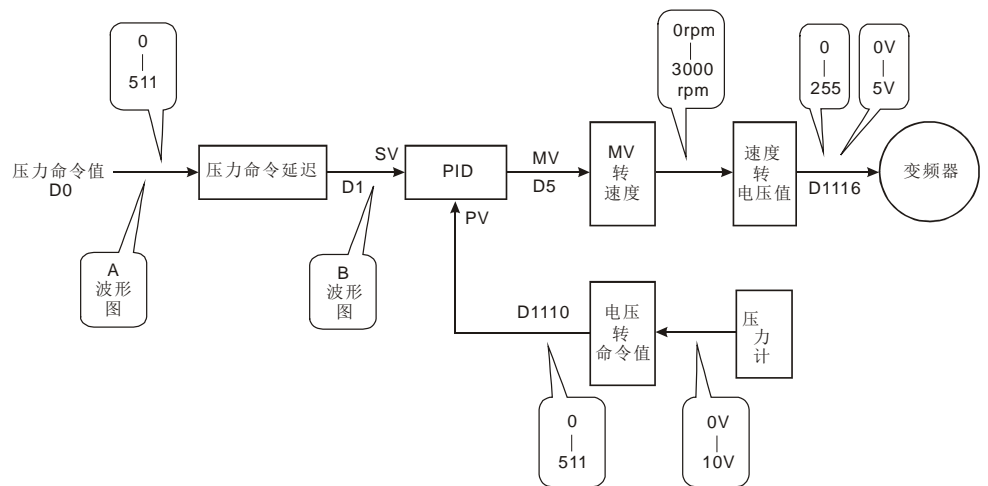 0
511
压力命令值
D0
A
波形
图
压力命令延迟
SV
D1
B
波形
图
PID
PV
MV
D5
MV
转
速度
0rpm
3000
rpm
速度
转
电压值
0
255
0V
5V
D1116
变频器
D1110
0
511
电压
转
命令值
0V
10V
压
力
计